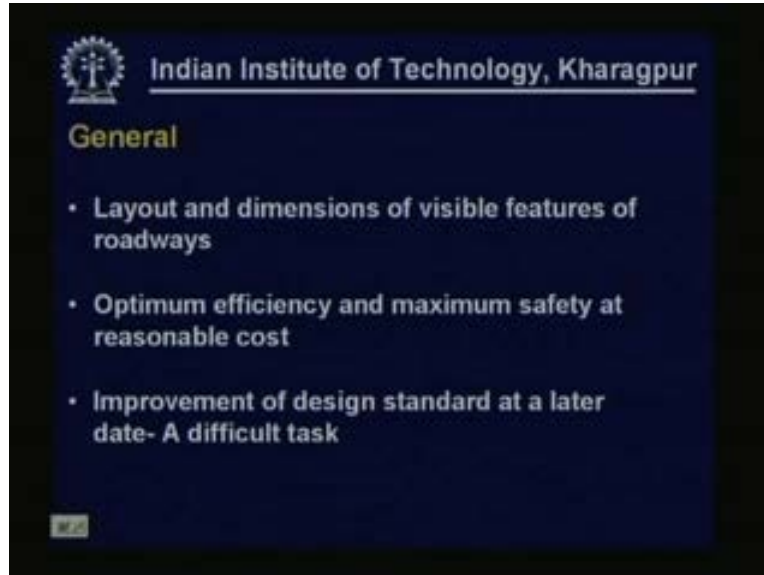 Indian Institute of Technology, Kharagpur
General
• Layout and dimensions of visible features of
roadways
• Optimum efficiency and maximum safety at
reasonable cost
• Improvement of design standard at a later
date- A difficult task